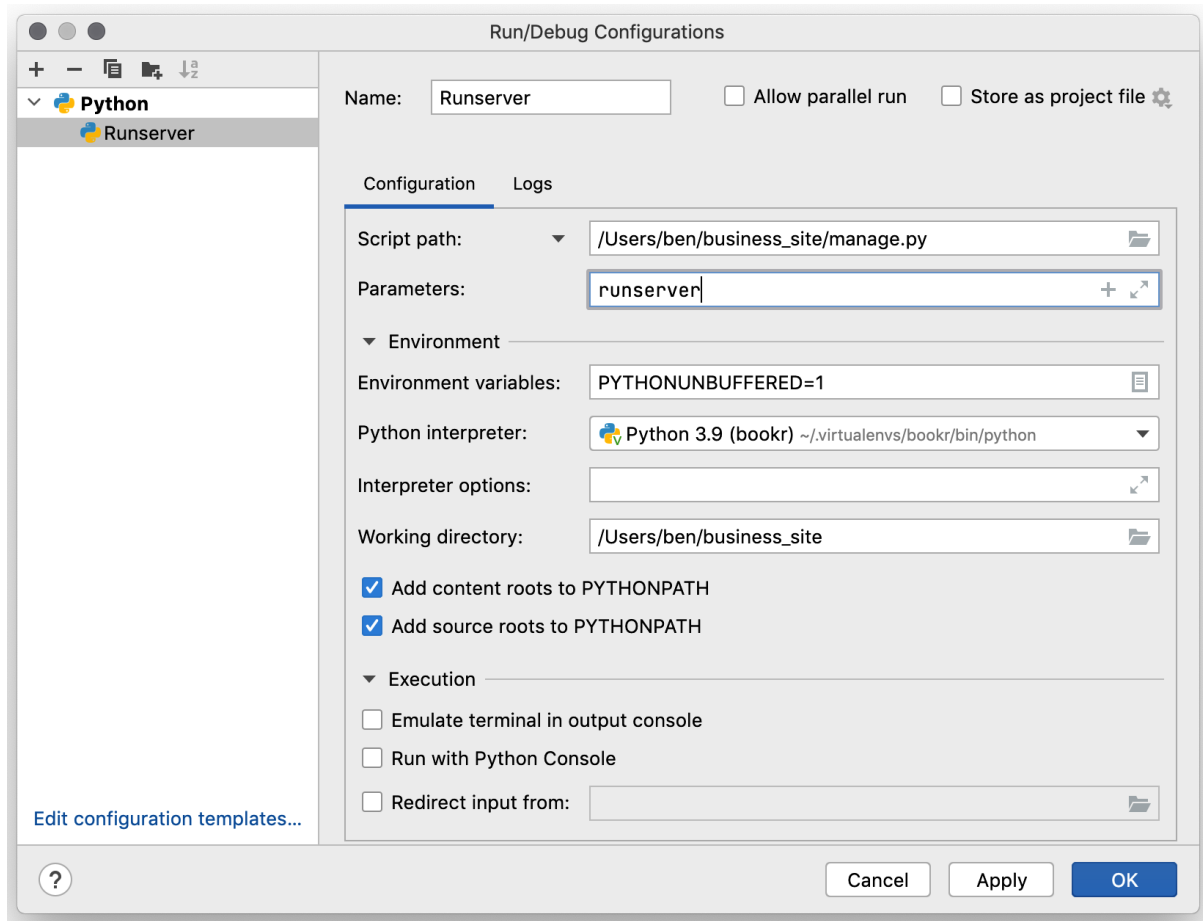 Run/Debug Configurations
Python
Runserver
Edit configuration templates...
Name: Runserver Allow parallel run Store as project file
Configuration Logs
Script path: /Users/ben/business_site/manage.py
Parameters: runserver
Environment
Environment variables: PYTHONUNBUFFERED=1
Python interpreter: Python 3.9 (bookr) ~/.virtualenvs/bookr/bin/python
Interpreter options:
Working directory: /Users/ben/business_site
Add content roots to PYTHONPATH
Add source roots to PYTHONPATH
Execution
Emulate terminal in output console
Run with Python Console
Redirect input from:
? Cancel Apply OK